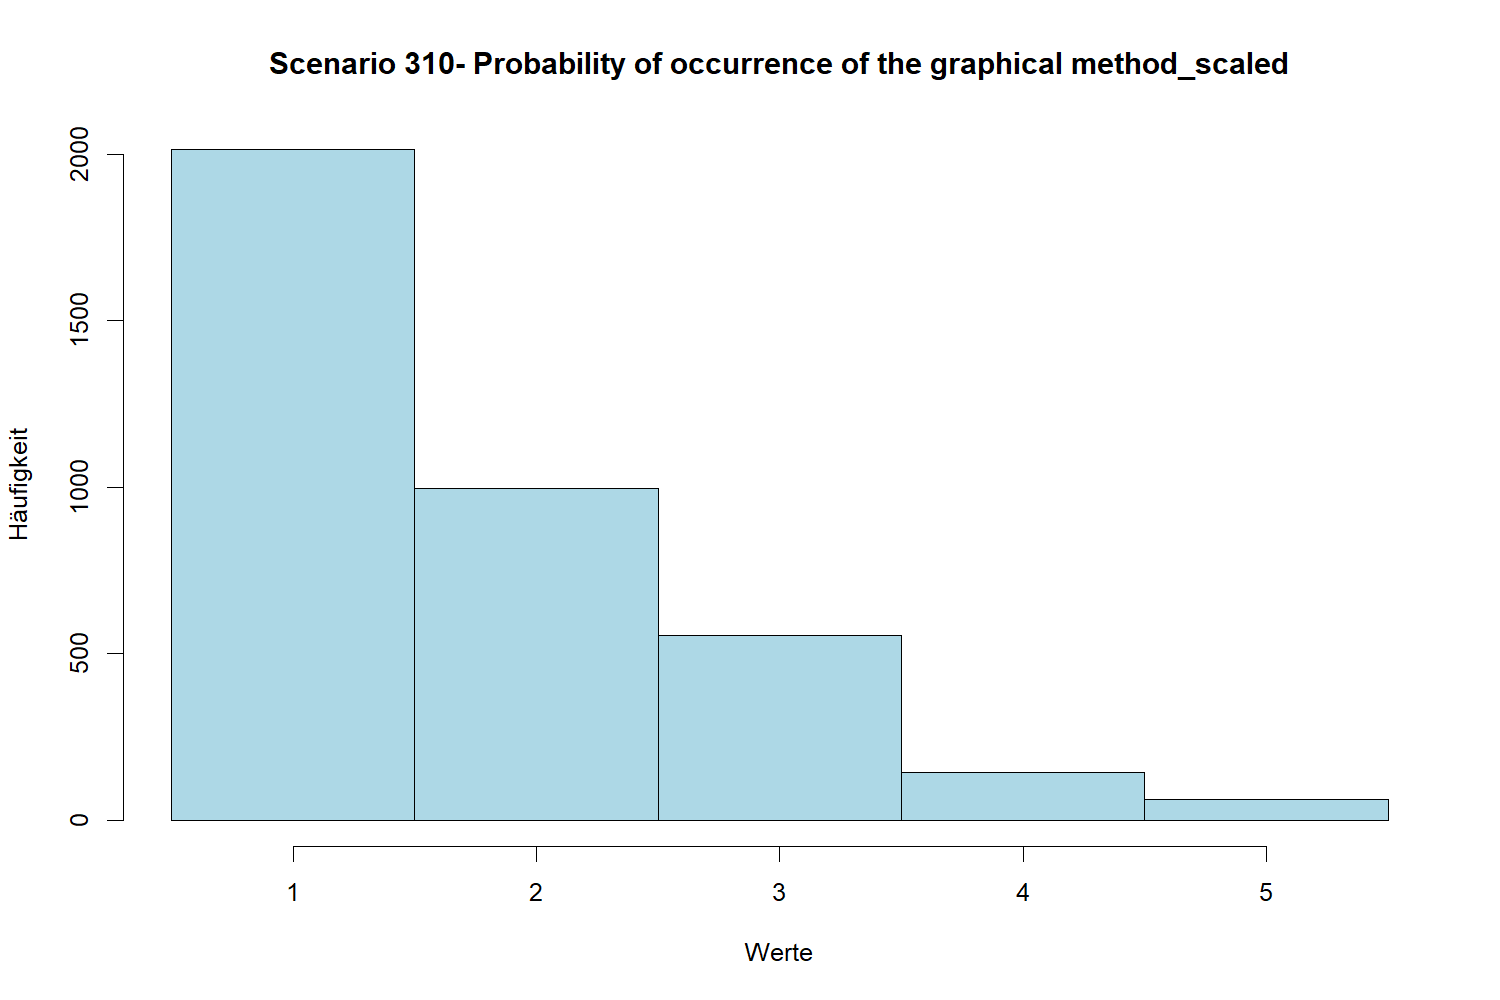 Scenario 310- Probability of occurrence of the graphical method_scaled
2000
1500
1000
500
0
Häufigkeit
1 2 3 4 5
Werte